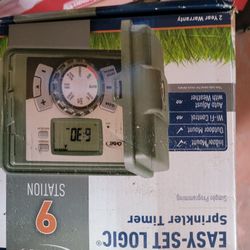 2 Year Warranty
Auto Adjust
with Weather
Wi-Fi Control
Outdoor Mount
Indoor Mount
Simple Programming
EASY-SET LOGIC®
Sprinkler Timer
STATION
ORBIT